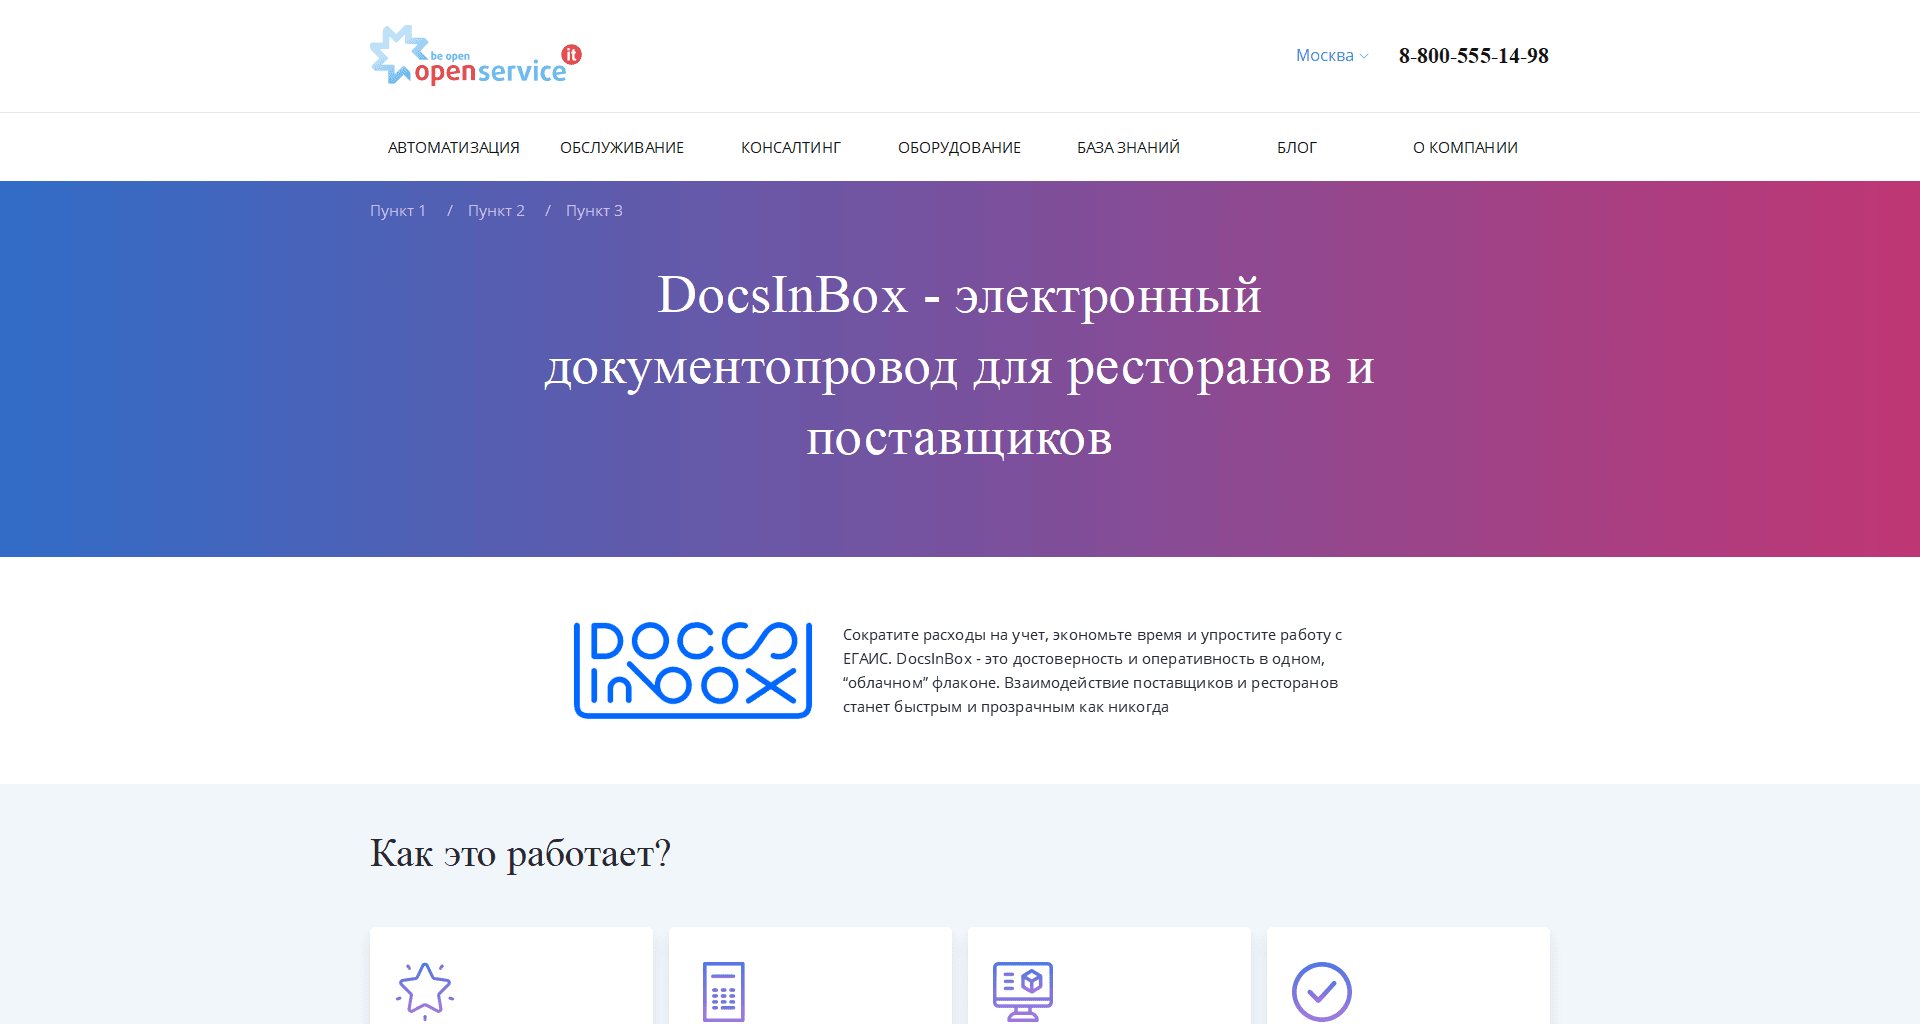 be open
openservice it
Москва
8-800-555-14-98
АВТОМАТИЗАЦИЯ
ОБСЛУЖИВАНИЕ
КОНСАЛТИНГ
ОБОРУДОВАНИЕ
БАЗА ЗНАНИЙ
БЛОГ
О КОМПАНИИ
Пункт 1 / Пункт 2 / Пункт 3
DocsInBox - электронный
документопровод для ресторанов и
поставщиков
DOCS
InBOX
Сократите расходы на учет, экономьте время и упростите работу с
ЕГАИС. DocsInBox - это достоверность и оперативность в одном,
“облачном” флаконе. Взаимодействие поставщиков и ресторанов
станет быстрым и прозрачным как никогда
Как это работает?